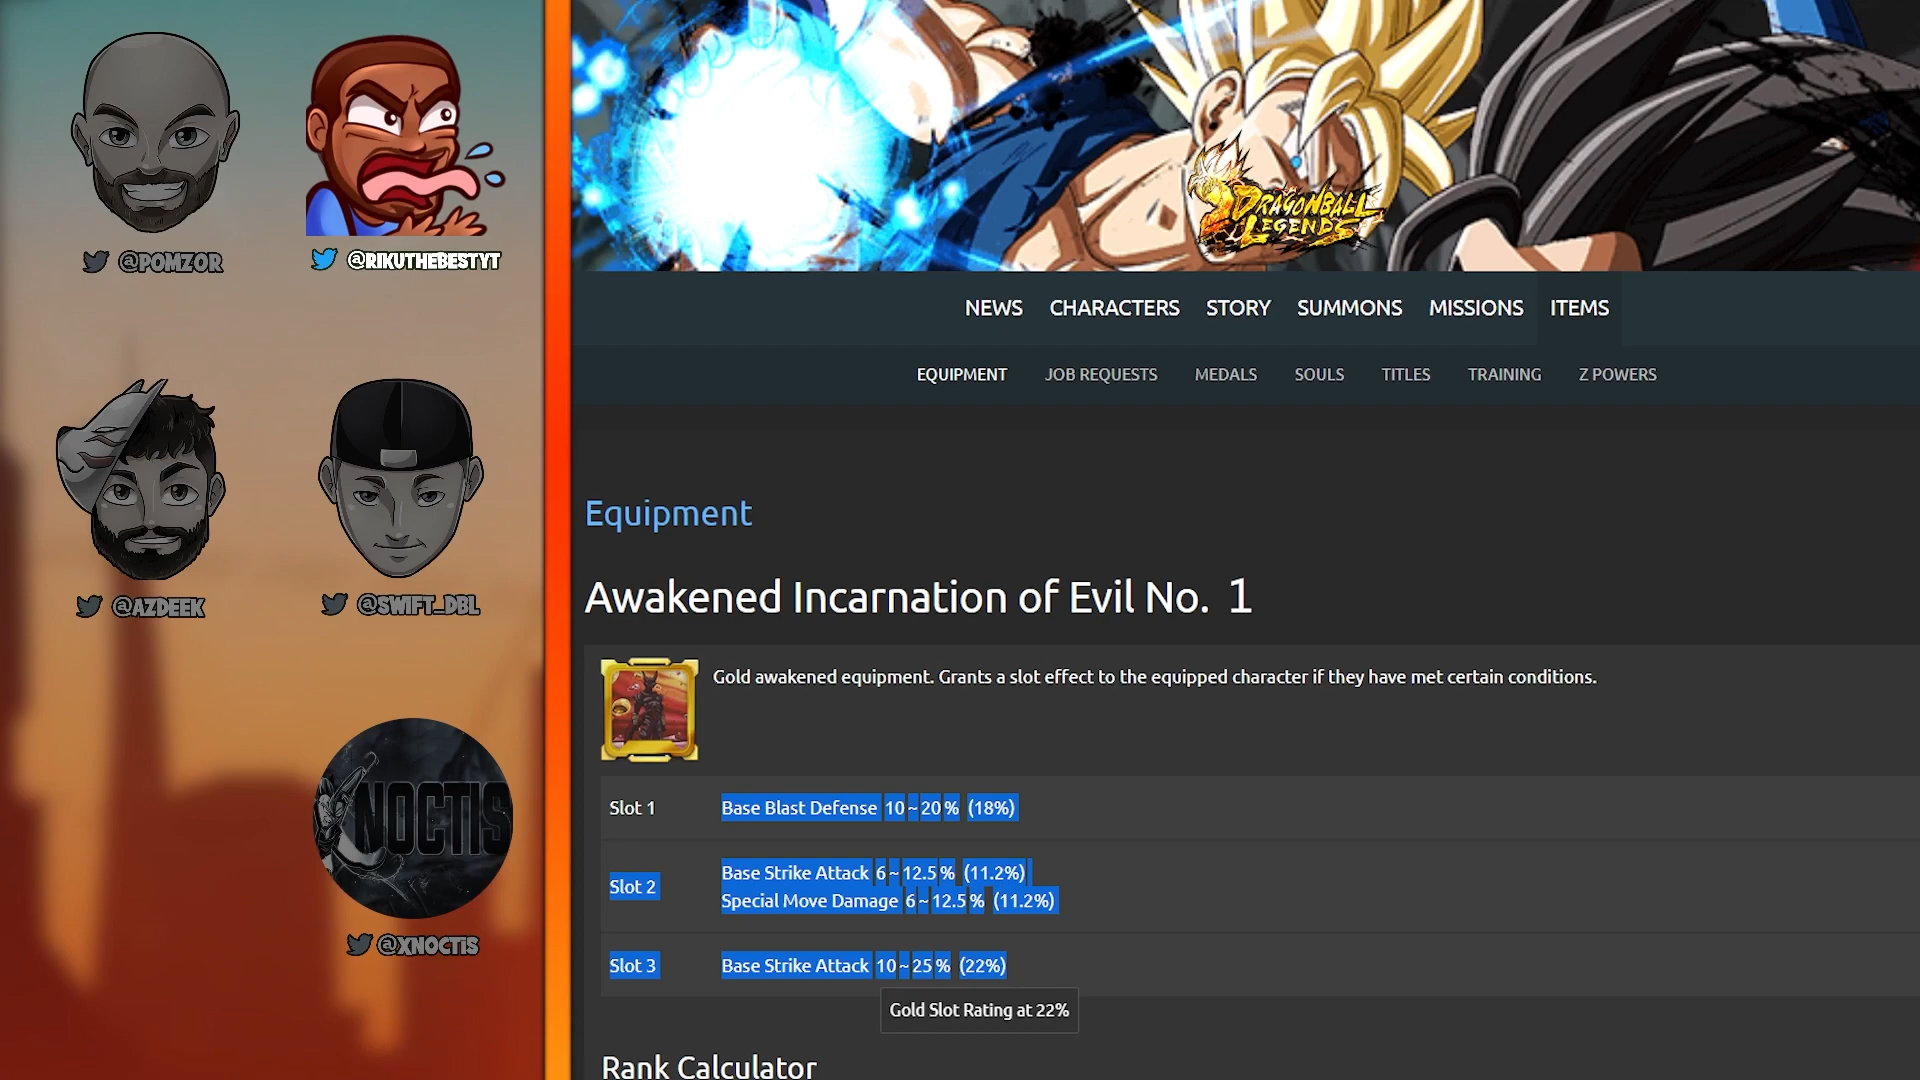 @POMZOR
@RIKUTHEBESTYT
@AZDEEK
@SWIFT_DBL
NOCTIS
@XNOCTIS
DRAGONBALL
LEGENDS
NEWS CHARACTERS STORY SUMMONS MISSIONS ITEMS
EQUIPMENT JOB REQUESTS MEDALS SOULS TITLES TRAINING Z POWERS
Equipment
Awakened Incarnation of Evil No. 1
Gold awakened equipment. Grants a slot effect to the equipped character if they have met certain conditions.
Slot 1 Base Blast Defense 10 ~ 20 % (18%)
Slot 2 Base Strike Attack 6 ~ 12.5 % (11.2%)
Special Move Damage 6 ~ 12.5 % (11.2%)
Slot 3 Base Strike Attack 10 ~ 25 % (22%)
Gold Slot Rating at 22%
Rank Calculator